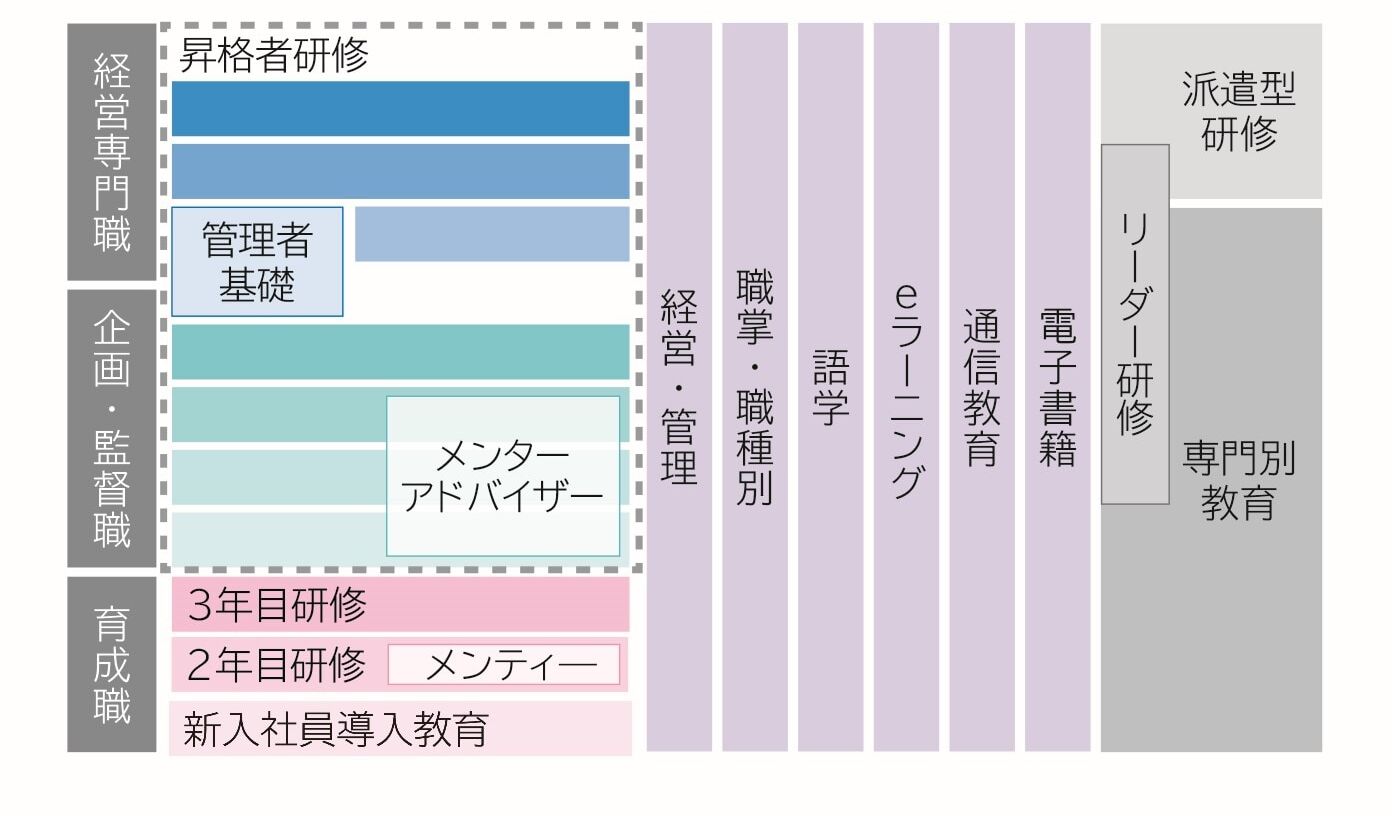 経営専門職
企画・監督職
育成職
昇格者研修
管理者
基礎
メンター
アドバイザー
3年目研修
2年目研修
メンティー
新入社員導入教育
経営・管理
職掌・職種別
語学
eラーニング
通信教育
電子書籍
リーダー研修
派遣型
研修
専門別
教育